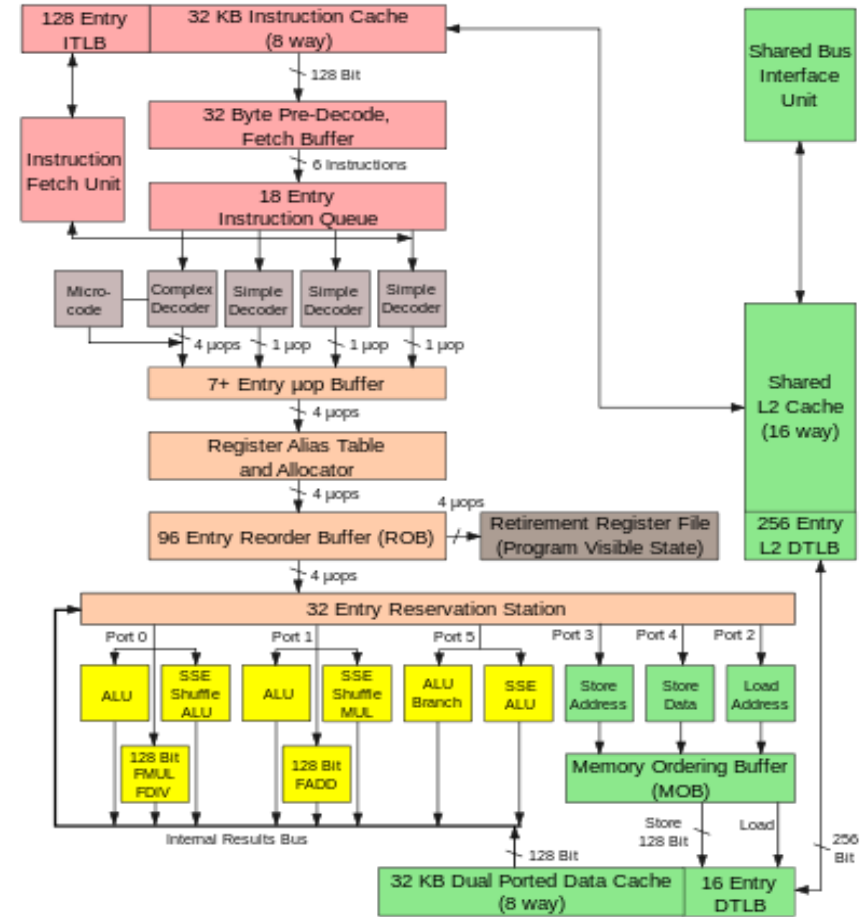 128 Entry
ITLB
32 KB Instruction Cache
(8 way)
128 Bit
Shared Bus
Interface
Unit
32 Byte Pre-Decode,
Fetch Buffer
Instruction
Fetch Unit
6 Instructions
18 Entry
Instruction Queue
Micro-
code
Complex
Decoder
Simple
Decoder
Simple
Decoder
Simple
Decoder
4 µops
1 µop
1 µop
1 µop
7+ Entry µop Buffer
4 µops
Register Alias Table
and Allocator
4 µops
Shared
L2 Cache
(16 way)
96 Entry Reorder Buffer (ROB)
4 µops
Retirement Register File
(Program Visible State)
256 Entry
L2 DTLB
4 µops
32 Entry Reservation Station
Port 0
Port 1
Port 5
Port 3
Port 4
Port 2
ALU
SSE
Shuffle
ALU
ALU
SSE
Shuffle
MUL
ALU
Branch
SSE
ALU
Store
Address
Store
Data
Load
Address
128 Bit
FMUL
FDIV
128 Bit
FADD
Memory Ordering Buffer
(MOB)
Internal Results Bus
Store
128 Bit
Load
256
Bit
128 Bit
32 KB Dual Ported Data Cache
(8 way)
16 Entry
DTLB